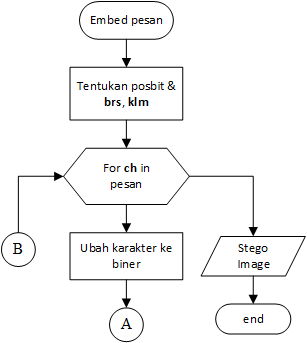 Embed pesan
Tentukan posbit &
brs, klm
For ch in
pesan
B
Ubah karakter ke
biner
Stego
Image
A
end